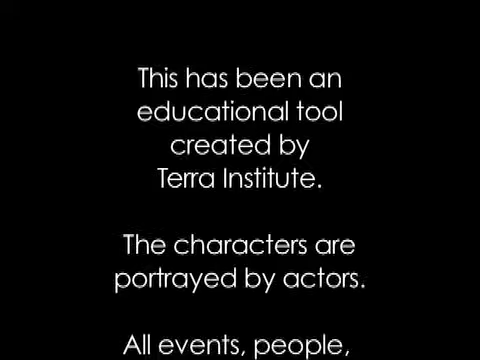 This has been an
educational tool
created by
Terra Institute.
The characters are
portrayed by actors.
All events, people,